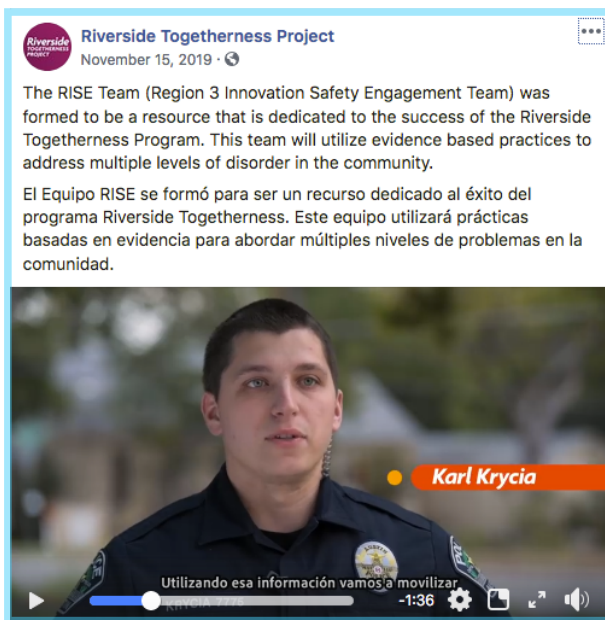 Riverside
TOGETHERNESS
PROJECT
Riverside Togetherness Project
November 15, 2019 ·
The RISE Team (Region 3 Innovation Safety Engagement Team) was
formed to be a resource that is dedicated to the success of the Riverside
Togetherness Program. This team will utilize evidence based practices to
address multiple levels of disorder in the community.
El Equipo RISE se formó para ser un recurso dedicado al éxito del
programa Riverside Togetherness. Este equipo utilizará prácticas
basadas en evidencia para abordar múltiples niveles de problemas en la
comunidad.
Karl Krycia
Utilizando esa información vamos a movilizar
-1:36
KRYCIA 7775